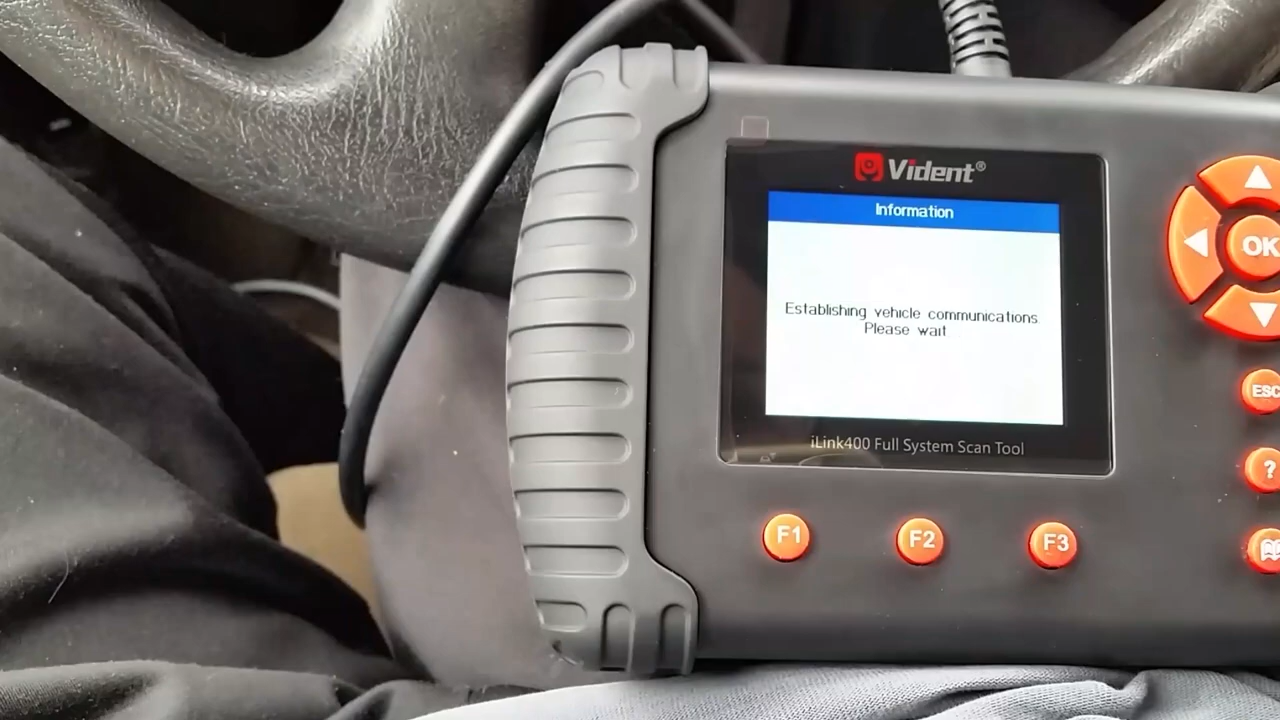 Vident®
Information
Establishing vehicle communications
Please wait
iLink400 Full System Scan Tool
OK
ESC
?
F1 F2 F3